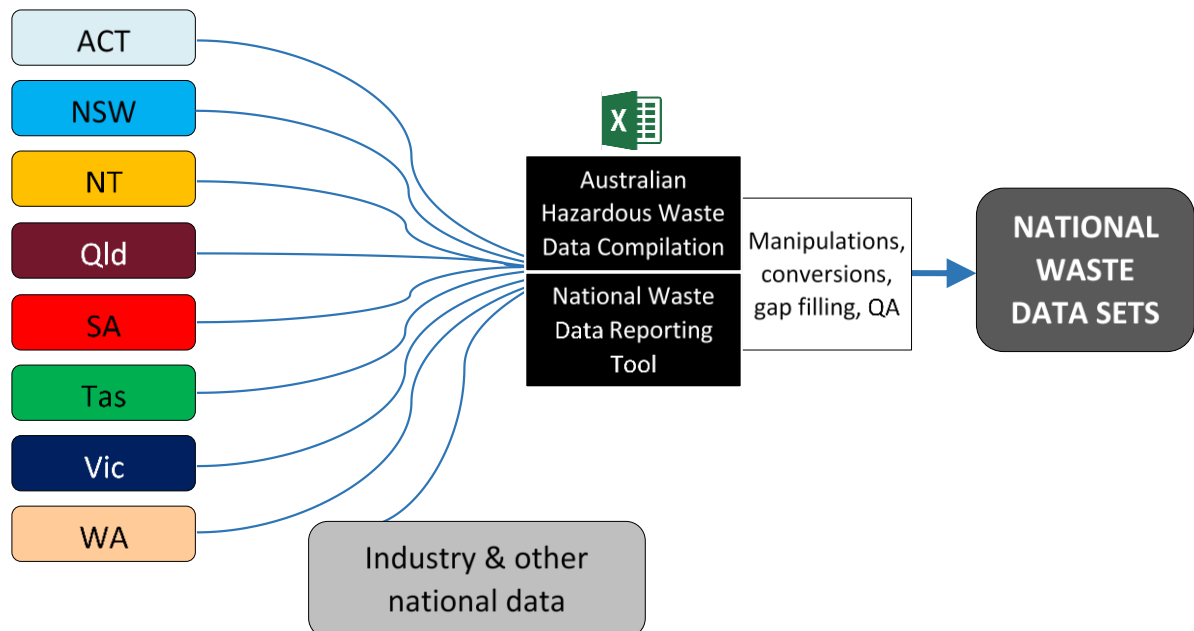 ACT
NSW
NT
Qld
SA
Tas
Vic
WA
Industry & other
national data
X
Australian
Hazardous Waste
Data Compilation
National Waste
Data Reporting
Tool
Manipulations,
conversions,
gap filling, QA
NATIONAL
WASTE
DATA SETS